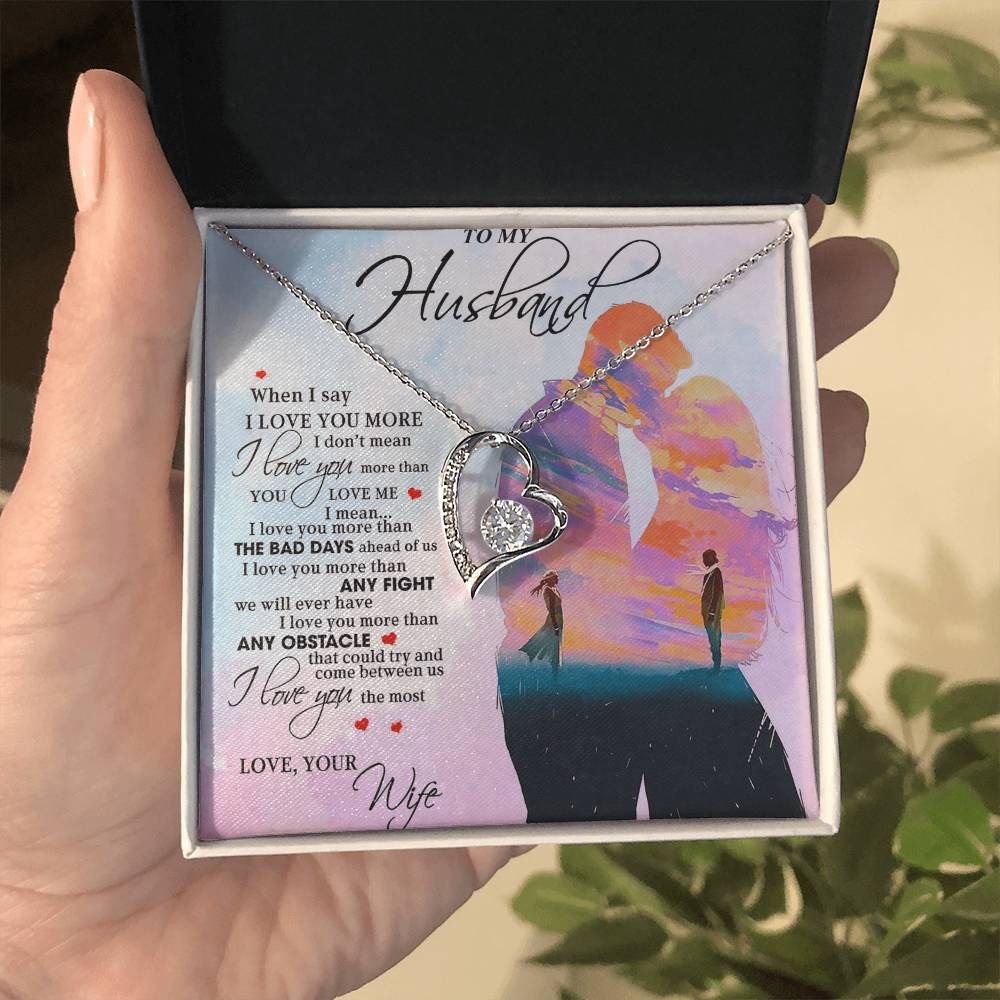 TO MY
Husband
When I say
I LOVE YOU MORE
I don't mean
I love you more than
YOU LOVE ME
I mean...
I love you more than
THE BAD DAYS ahead of us
I love you more than
ANY FIGHT
we will ever have
I love you more than
ANY OBSTACLE
that could try and
come between us
I love you the most
LOVE, YOUR
Wife